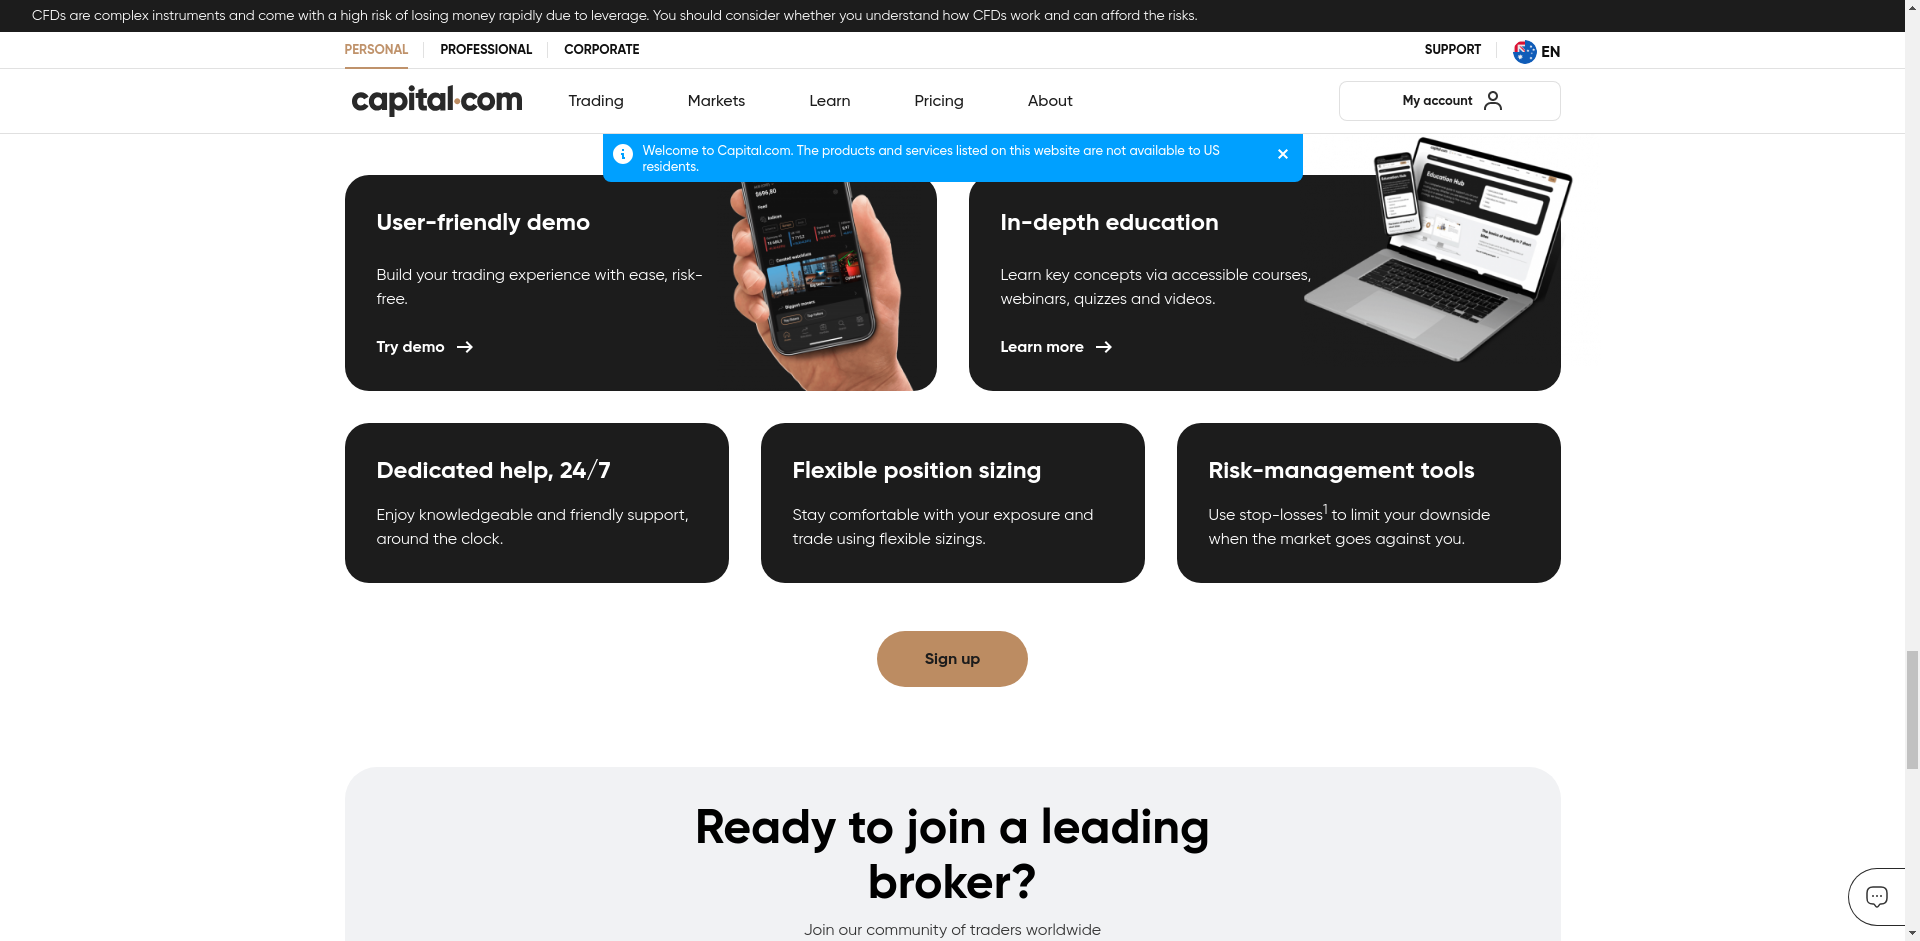 CFDs are complex instruments and come with a high risk of losing money rapidly due to leverage. You should consider whether you understand how CFDs work and can afford the risks.
PERSONAL
PROFESSIONAL
CORPORATE
SUPPORT
EN
capital.com
Trading
Markets
Learn
Pricing
About
My account
Welcome to Capital.com. The products and services listed on this website are not available to US
residents.
User-friendly demo
Build your trading experience with ease, risk-
free.
Try demo
In-depth education
Learn key concepts via accessible courses,
webinars, quizzes and videos.
Learn more
Education Hub
Dedicated help, 24/7
Enjoy knowledgeable and friendly support,
around the clock.
Flexible position sizing
Stay comfortable with your exposure and
trade using flexible sizings.
Risk-management tools
Use stop-losses1 to limit your downside
when the market goes against you.
Sign up
Ready to join a leading
broker?
Join our community of traders worldwide